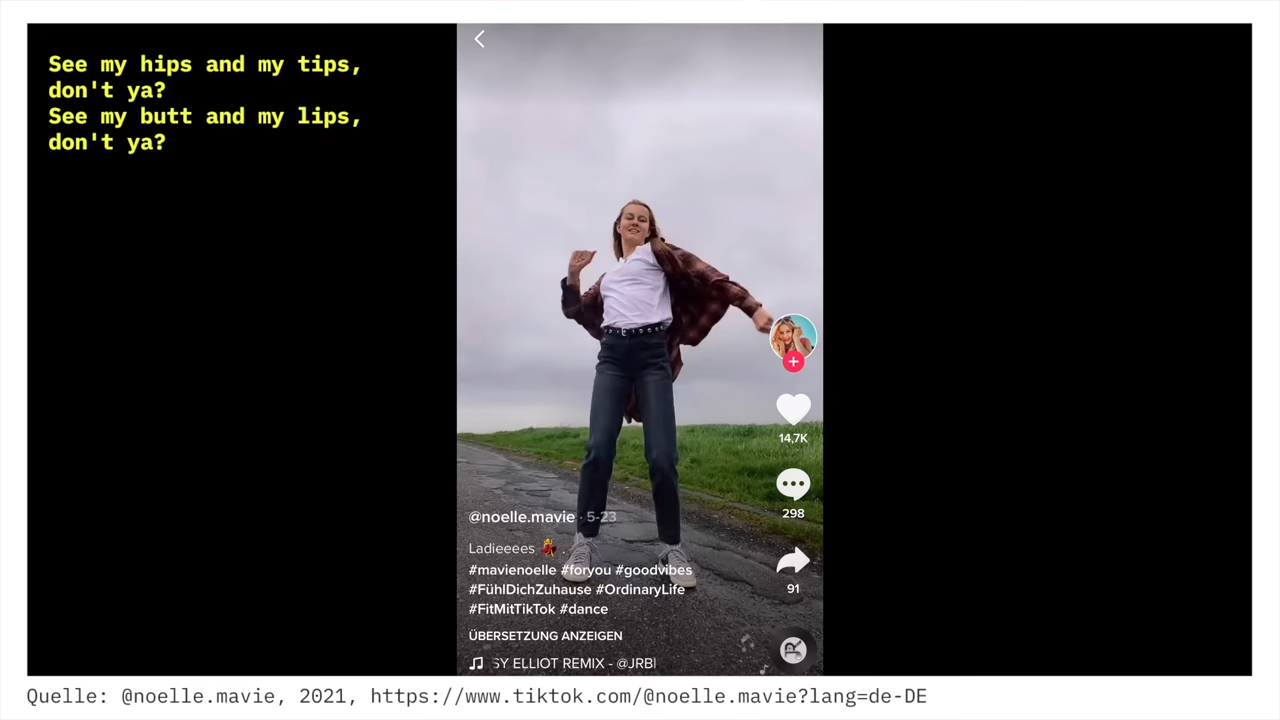 See my hips and my tips,
don't ya?
See my butt and my lips,
don't ya?
14,7K
298
91
@noelle.mavie · 5-23
Ladieeees 💃 .
#mavienoelle #foryou #goodvibes
#FühlDichZuhause #OrdinaryLife
#FitMitTikTok #dance
ÜBERSETZUNG ANZEIGEN
SY ELLIOT REMIX - @JRB
Quelle: @noelle.mavie, 2021, https://www.tiktok.com/@noelle.mavie?lang=de-DE